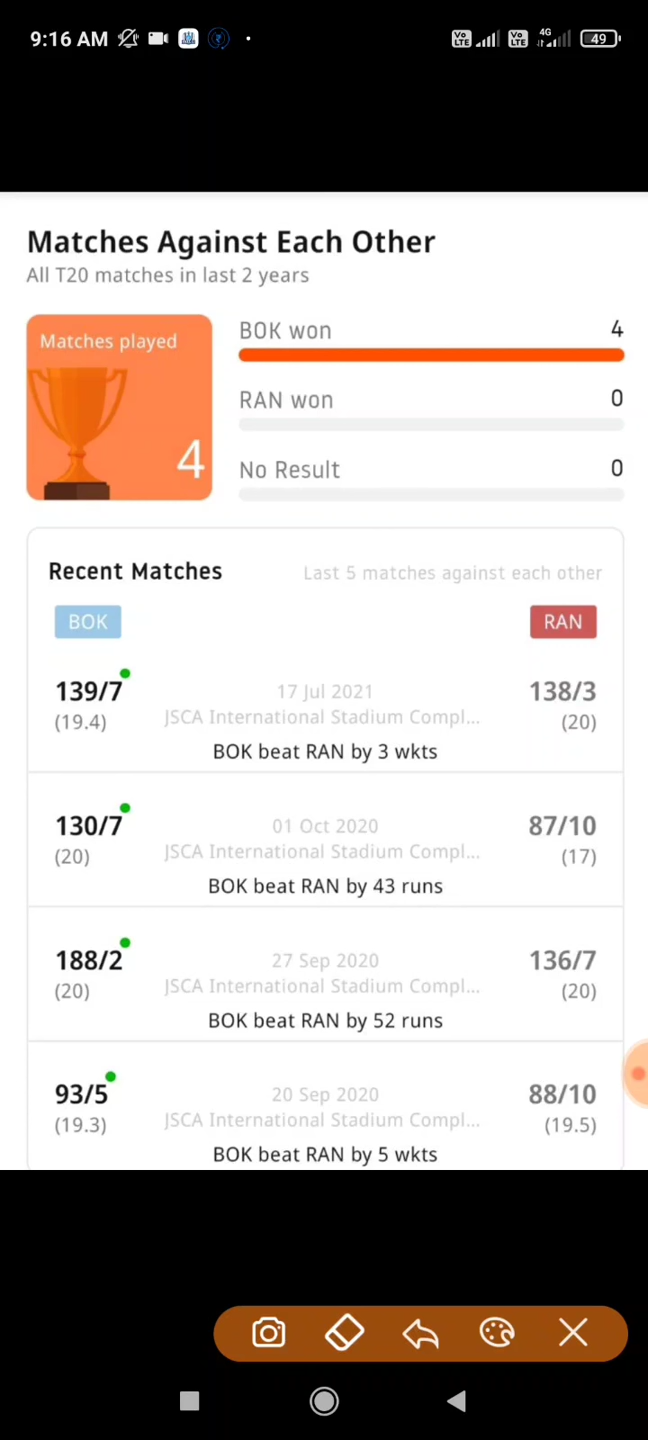 9:16 AM
Vo LTE Vo LTE 4G 49
Matches Against Each Other
All T20 matches in last 2 years
Matches played
4
BOK won 4
RAN won 0
No Result 0
Recent Matches Last 5 matches against each other
BOK RAN
139/7 17 Jul 2021 138/3
(19.4) JSCA International Stadium Compl... (20)
BOK beat RAN by 3 wkts
130/7 01 Oct 2020 87/10
(20) JSCA International Stadium Compl... (17)
BOK beat RAN by 43 runs
188/2 27 Sep 2020 136/7
(20) JSCA International Stadium Compl... (20)
BOK beat RAN by 52 runs
93/5 20 Sep 2020 88/10
(19.3) JSCA International Stadium Compl... (19.5)
BOK beat RAN by 5 wkts